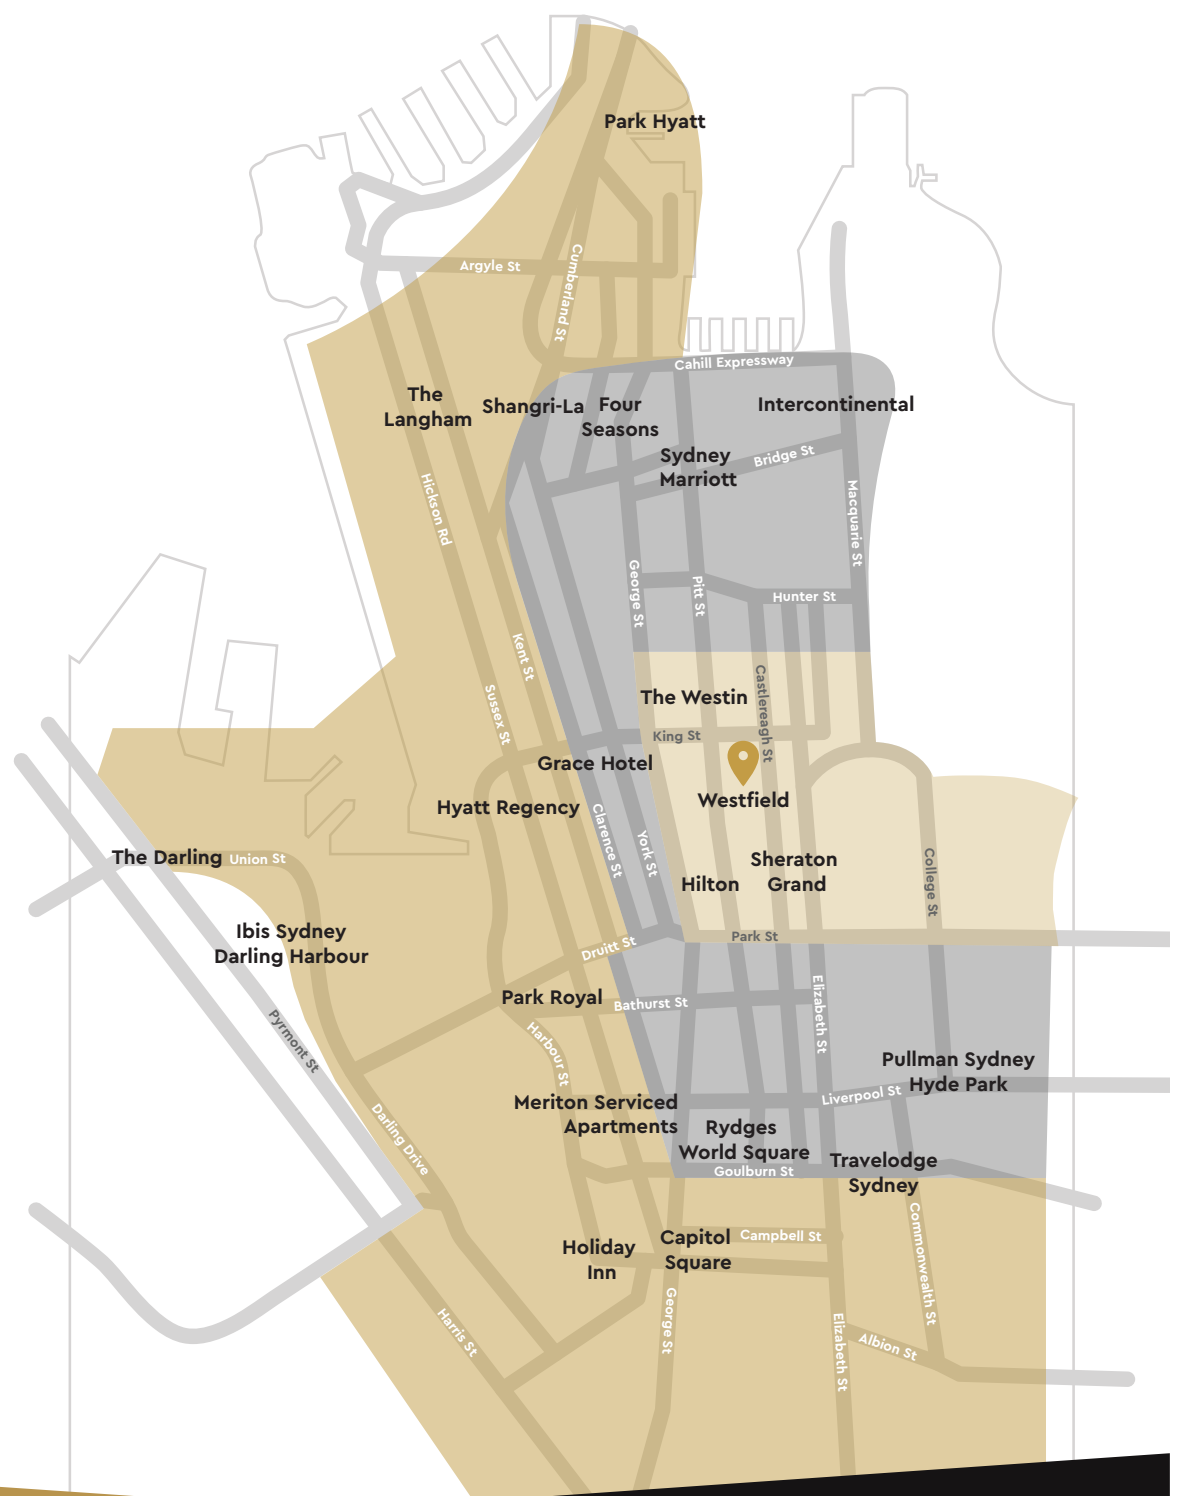 Park Hyatt
Argyle St
Cumberland St
Cahill Expressway
The
Langham
Shangri-La
Four
Seasons
Intercontinental
Sydney
Marriott
Bridge St
Hickson Rd
Macquarie St
George St
Pitt St
Hunter St
Kent St
Sussex St
The Westin
Castlereagh St
King St
Grace Hotel
Westfield
Hyatt Regency
Clarence St
York St
The Darling
Union St
Sheraton
Grand
Hilton
College St
Ibis Sydney
Darling Harbour
Druitt St
Park St
Park Royal
Bathurst St
Elizabeth St
Pyrmont St
Harbour St
Pullman Sydney
Hyde Park
Meriton Serviced
Apartments
Liverpool St
Darling Drive
Rydges
World Square
Goulburn St
Travelodge
Sydney
Commonwealth St
Holiday
Inn
Capitol
Square
Campbell St
Harris St
George St
Elizabeth St
Albion St